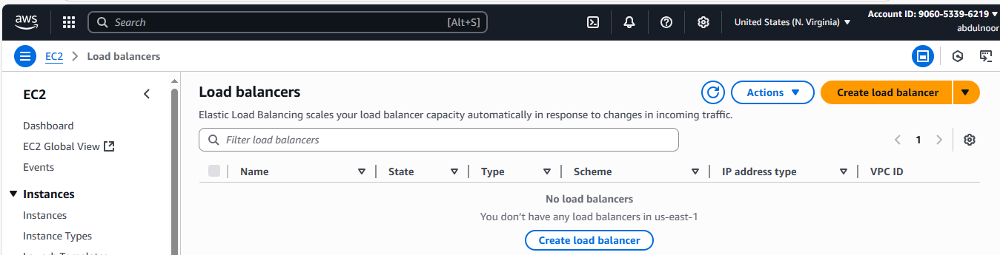 aws
Search [Alt+S]
United States (N. Virginia)
Account ID: 9060-5339-6219
abdulnoor
EC2 Load balancers
EC2
Dashboard
EC2 Global View
Events
Instances
Instances
Instance Types
Load balancers
Actions
Create load balancer
Elastic Load Balancing scales your load balancer capacity automatically in response to changes in incoming traffic.
Filter load balancers
1
Name State Type Scheme IP address type VPC ID
No load balancers
You don't have any load balancers in us-east-1
Create load balancer